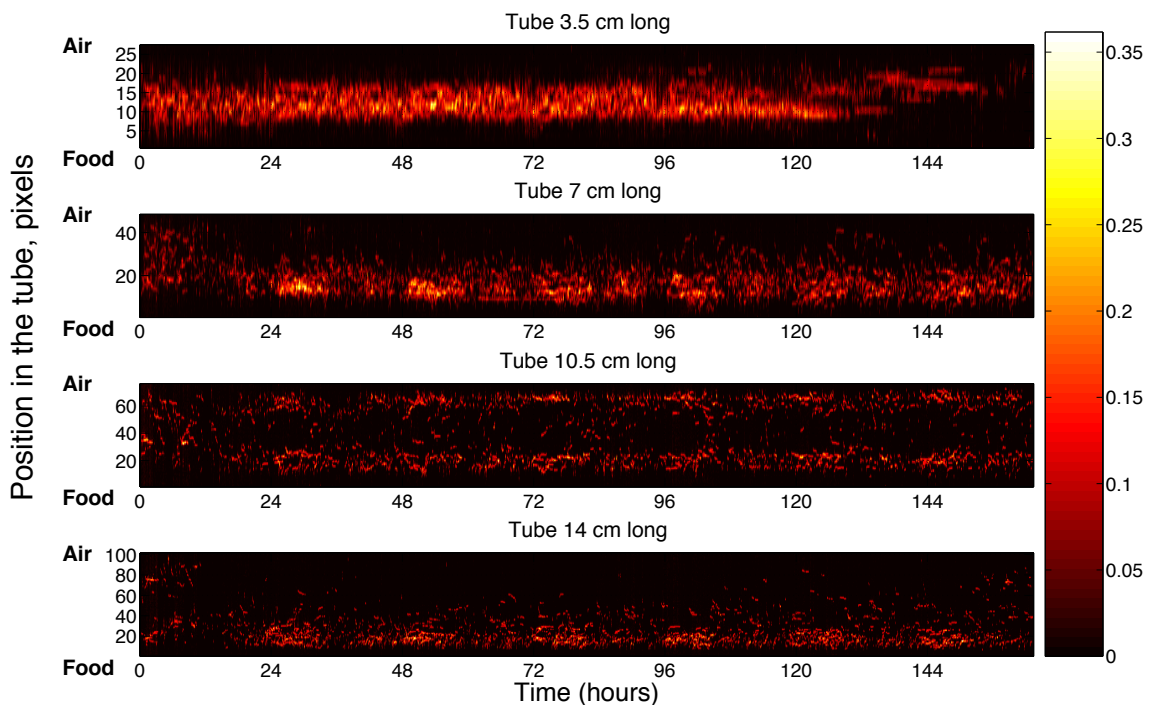 Tube 3.5 cm long
Air
25
20
15
10
5
Food
0 24 48 72 96 120 144
Tube 7 cm long
Air
40
20
Food
0 24 48 72 96 120 144
Tube 10.5 cm long
Air
60
40
20
Food
0 24 48 72 96 120 144
Tube 14 cm long
Air
100
80
60
40
20
Food
0 24 48 72 96 120 144
Time (hours)
Position in the tube, pixels
0.35
0.3
0.25
0.2
0.15
0.1
0.05
0